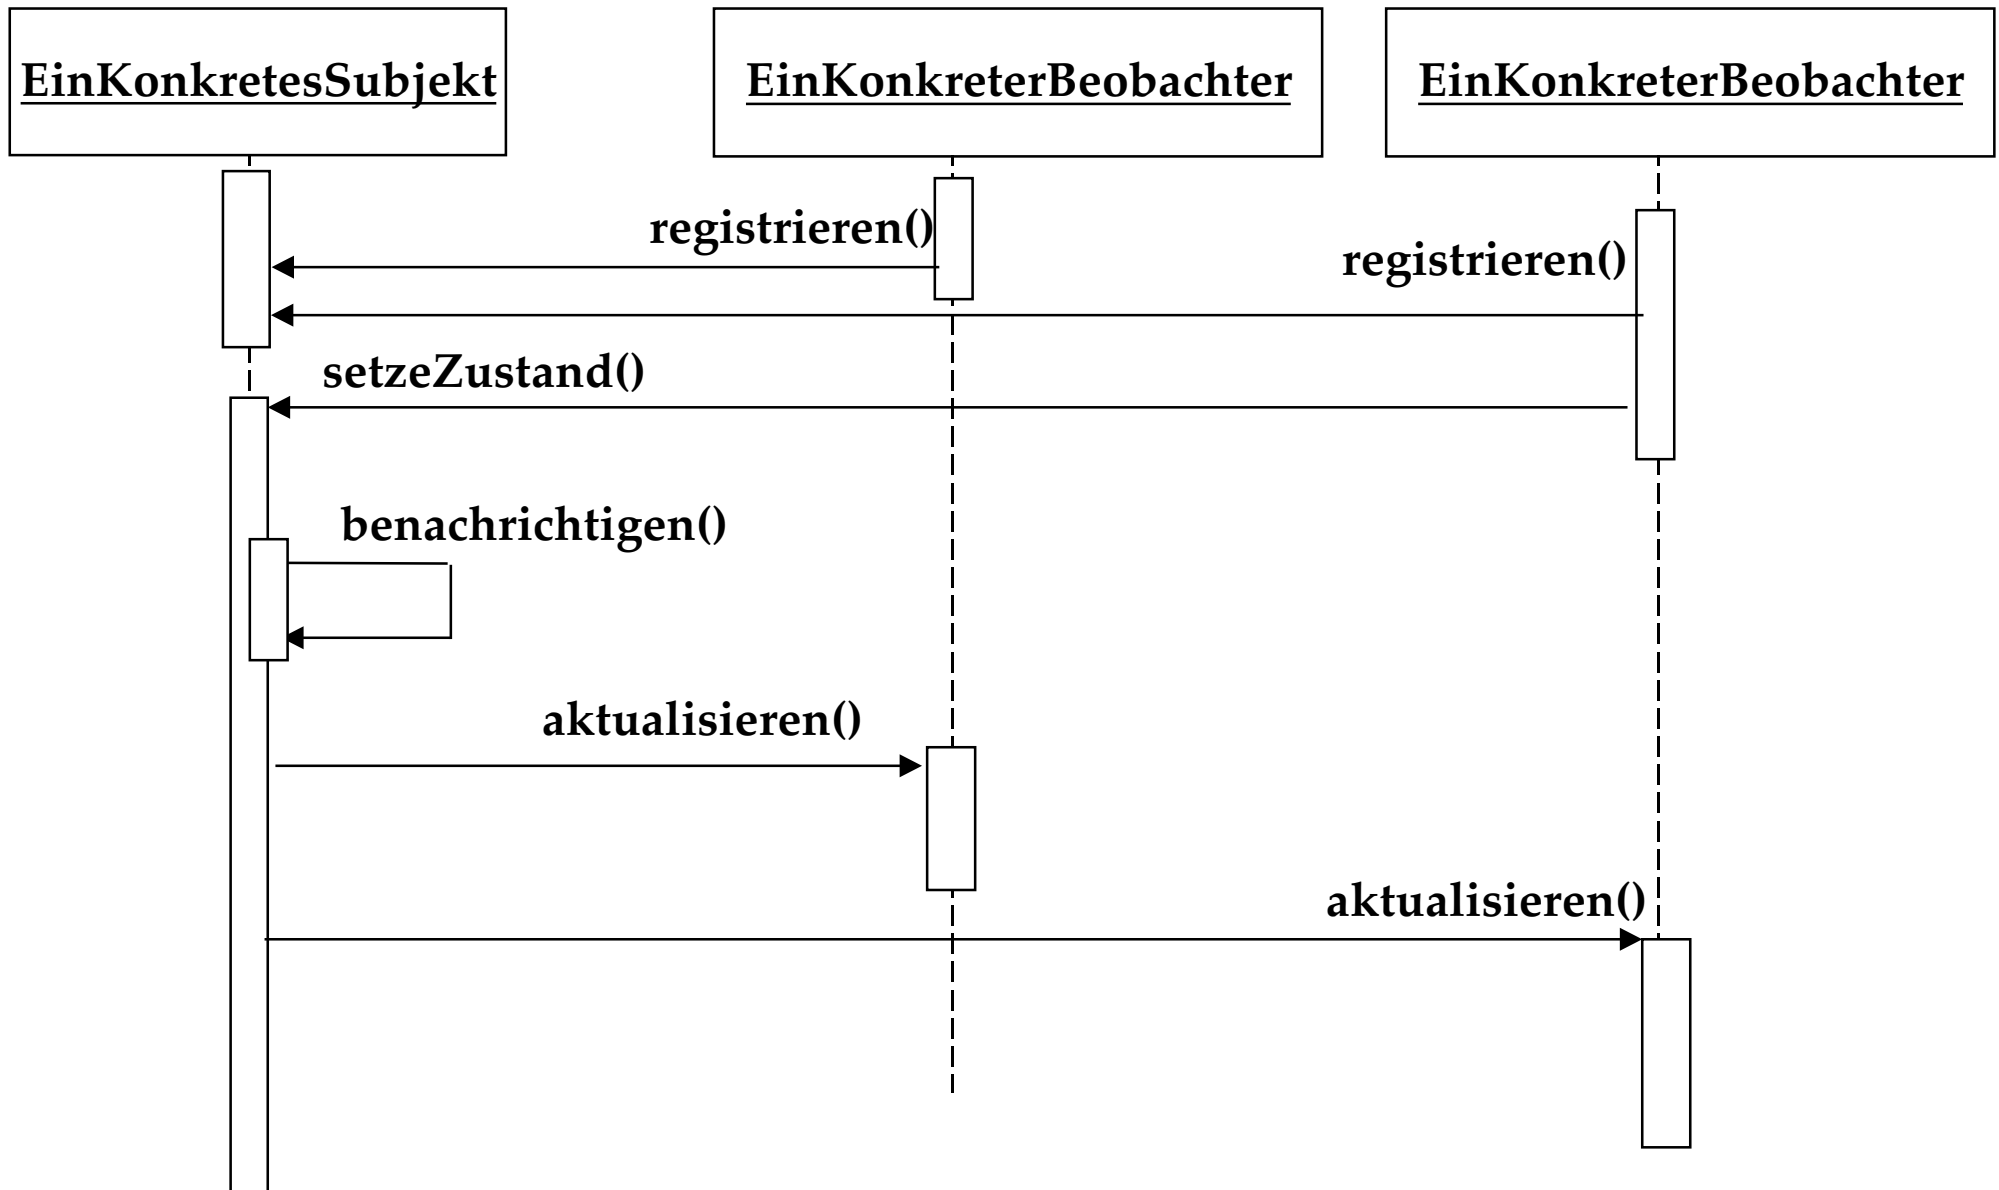 EinKonkretesSubjekt
EinKonkreterBeobachter
EinKonkreterBeobachter
registrieren()
registrieren()
setzeZustand()
benachrichtigen()
aktualisieren()
aktualisieren()